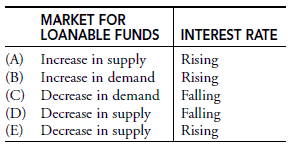 MARKET FOR
LOANABLE FUNDS INTEREST RATE
(A) Increase in supply Rising
(B) Increase in demand Rising
(C) Decrease in demand Falling
(D) Decrease in supply Falling
(E) Decrease in supply Rising